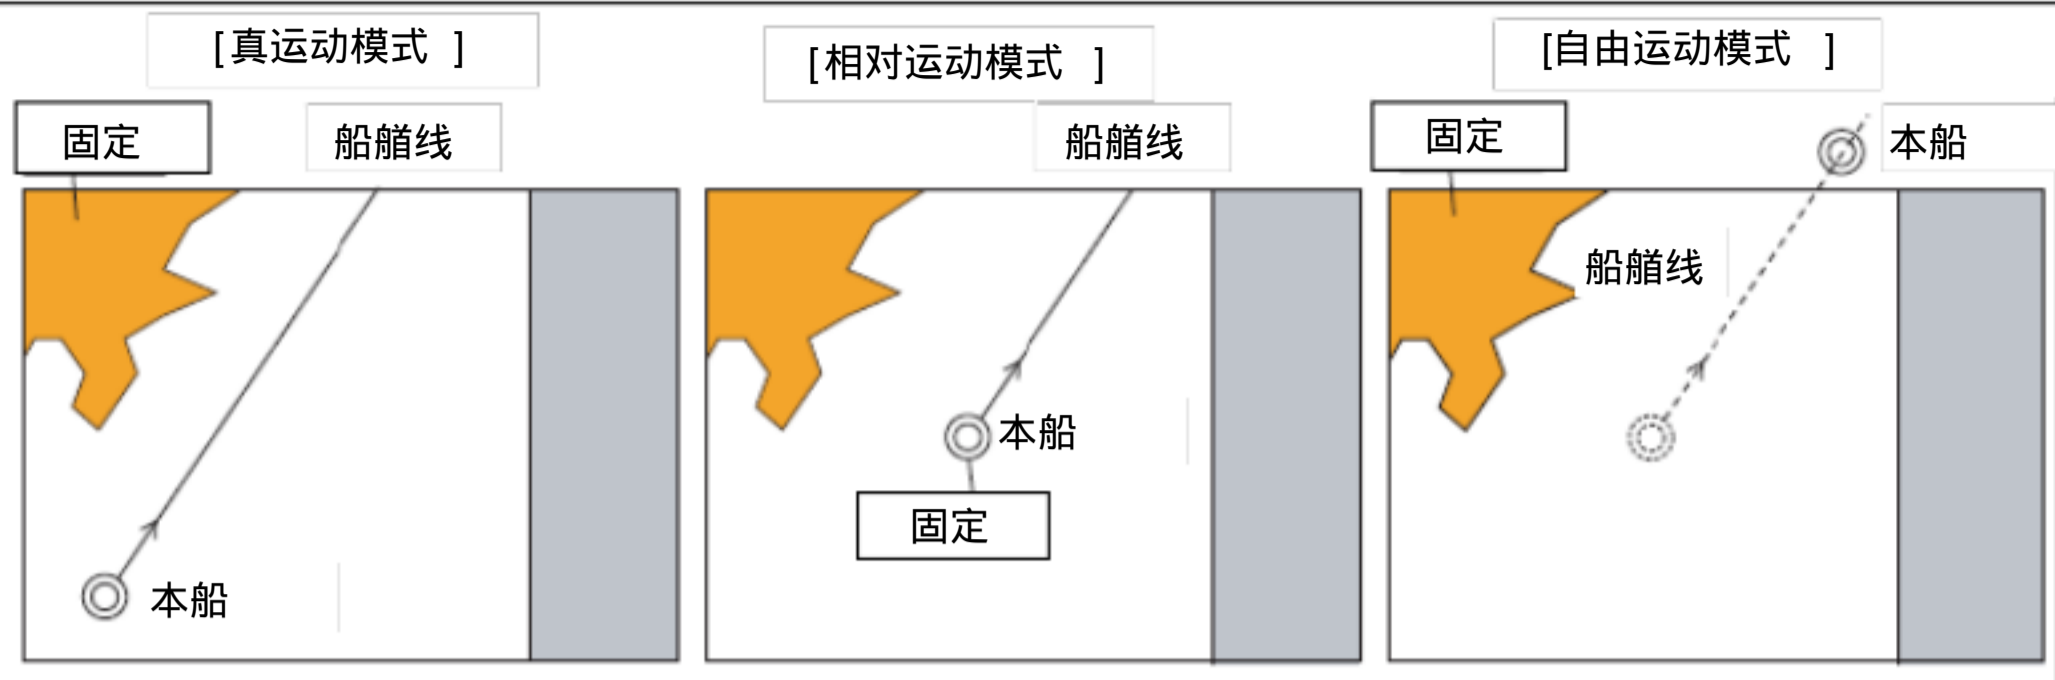 [真运动模式 ]
固定
船艏线
本船
[相对运动模式 ]
船艏线
本船
固定
[自由运动模式 ]
固定
本船
船艏线